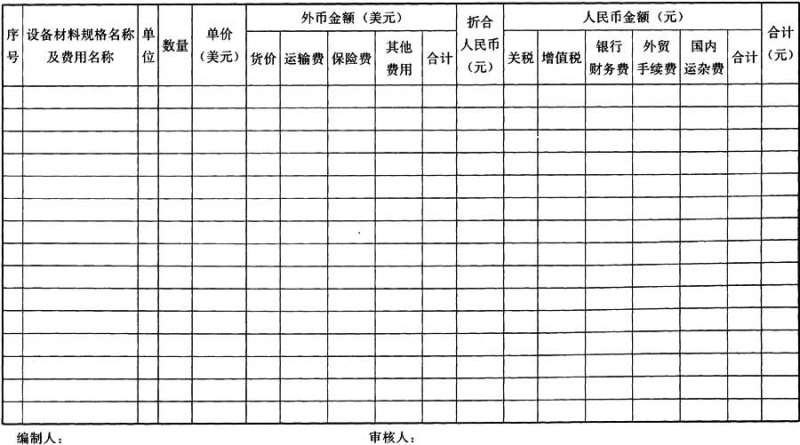 序号 设备材料规格名称及费用名称 单位 数量 单价（美元） 外币金额（美元） 折合人民币（元） 人民币金额（元） 合计（元）
货价 运输费 保险费 其他费用 合计 关税 增值税 银行财务费 外贸手续费 国内运杂费 合计
编制人： 审核人：